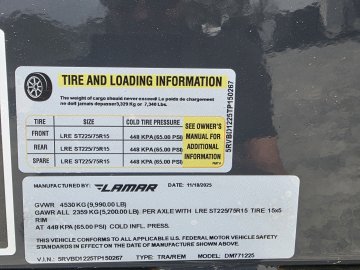 TIRE AND LOADING INFORMATION
The weight of cargo should never exceed / Le poids de chargement
ne doit jamais depasser 3,329 Kg or 7,340 Lbs.
TIRE SIZE COLD TIRE PRESSURE
FRONT LRE ST225/75R15 448 KPA (65.00 PSI)
REAR LRE ST225/75R15 448 KPA (65.00 PSI)
SPARE LRE ST225/75R15 448 KPA (65.00 PSI)
SEE OWNER'S
MANUAL FOR
ADDITIONAL
INFORMATION
5RVBD1225TP150267
MANUFACTURED BY: LAMAR DATE: 11/18/2025
GVWR 4530 KG (9,990.00 LB)
GAWR ALL 2359 KG (5,200.00 LB) PER AXLE WITH LRE ST225/75R15 TIRE 15x5
RIM
AT 448 KPA (65.00 PSI) COLD INFL. PRESS.
THIS VEHICLE CONFORMS TO ALL APPLICABLE U.S. FEDERAL MOTOR VEHICLE SAFETY
STANDARDS IN EFFECT ON THE DATE OF MANUFACTURE SHOWN ABOVE.
V.I.N. 5RVBD1225TP150267 TYPE: TRA/REM MODEL: DM771225